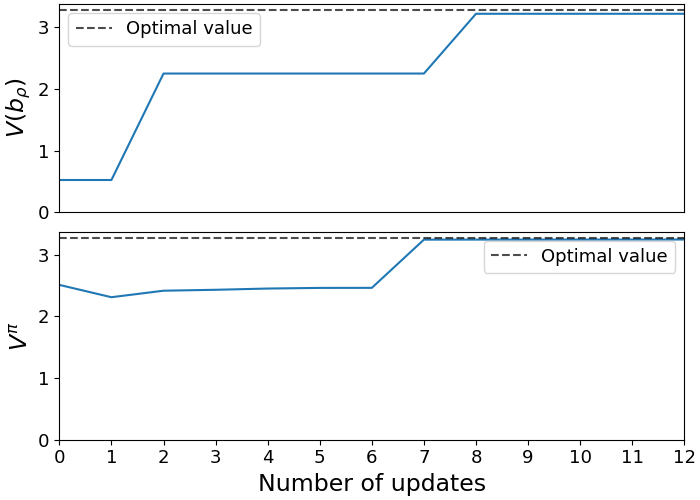 3
Optimal value
2
V(b_ρ)
1
0
3
Optimal value
2
V^π
1
0
0 1 2 3 4 5 6 7 8 9 10 11 12
Number of updates